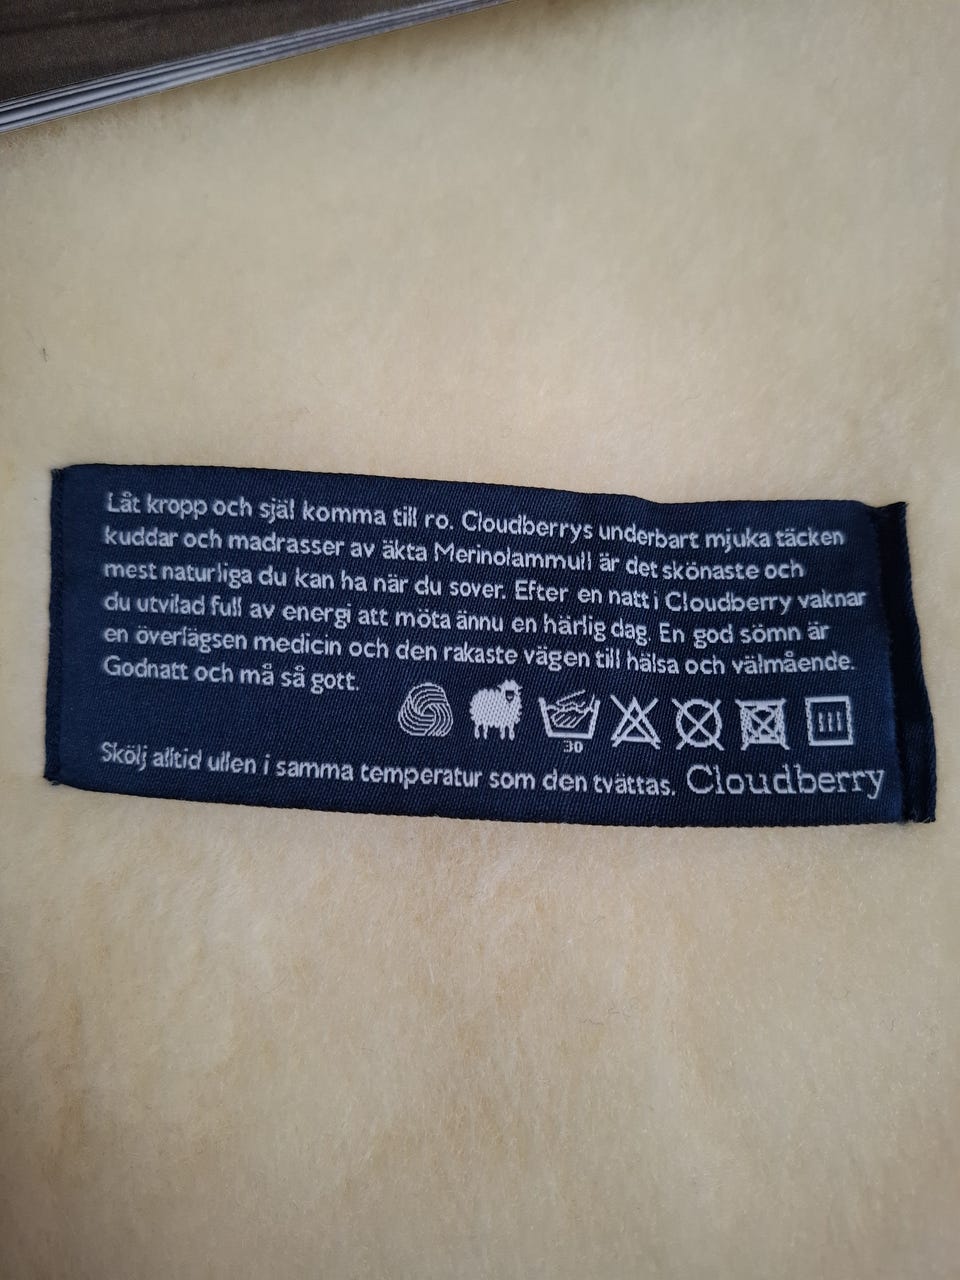 Låt kropp och själ komma till ro. Cloudberrys underbart mjuka täcken
kuddar och madrasser av äkta Merinolammull är det skönaste och
mest naturliga du kan ha när du sover. Efter en natt i Cloudberry vaknar
du utvilad full av energi att möta ännu en härlig dag. En god sömn är
en överlägsen medicin och den rakaste vägen till hälsa och välmående.
Godnatt och må så gott.
30
Skölj alltid ullen i samma temperatur som den tvättas. Cloudberry